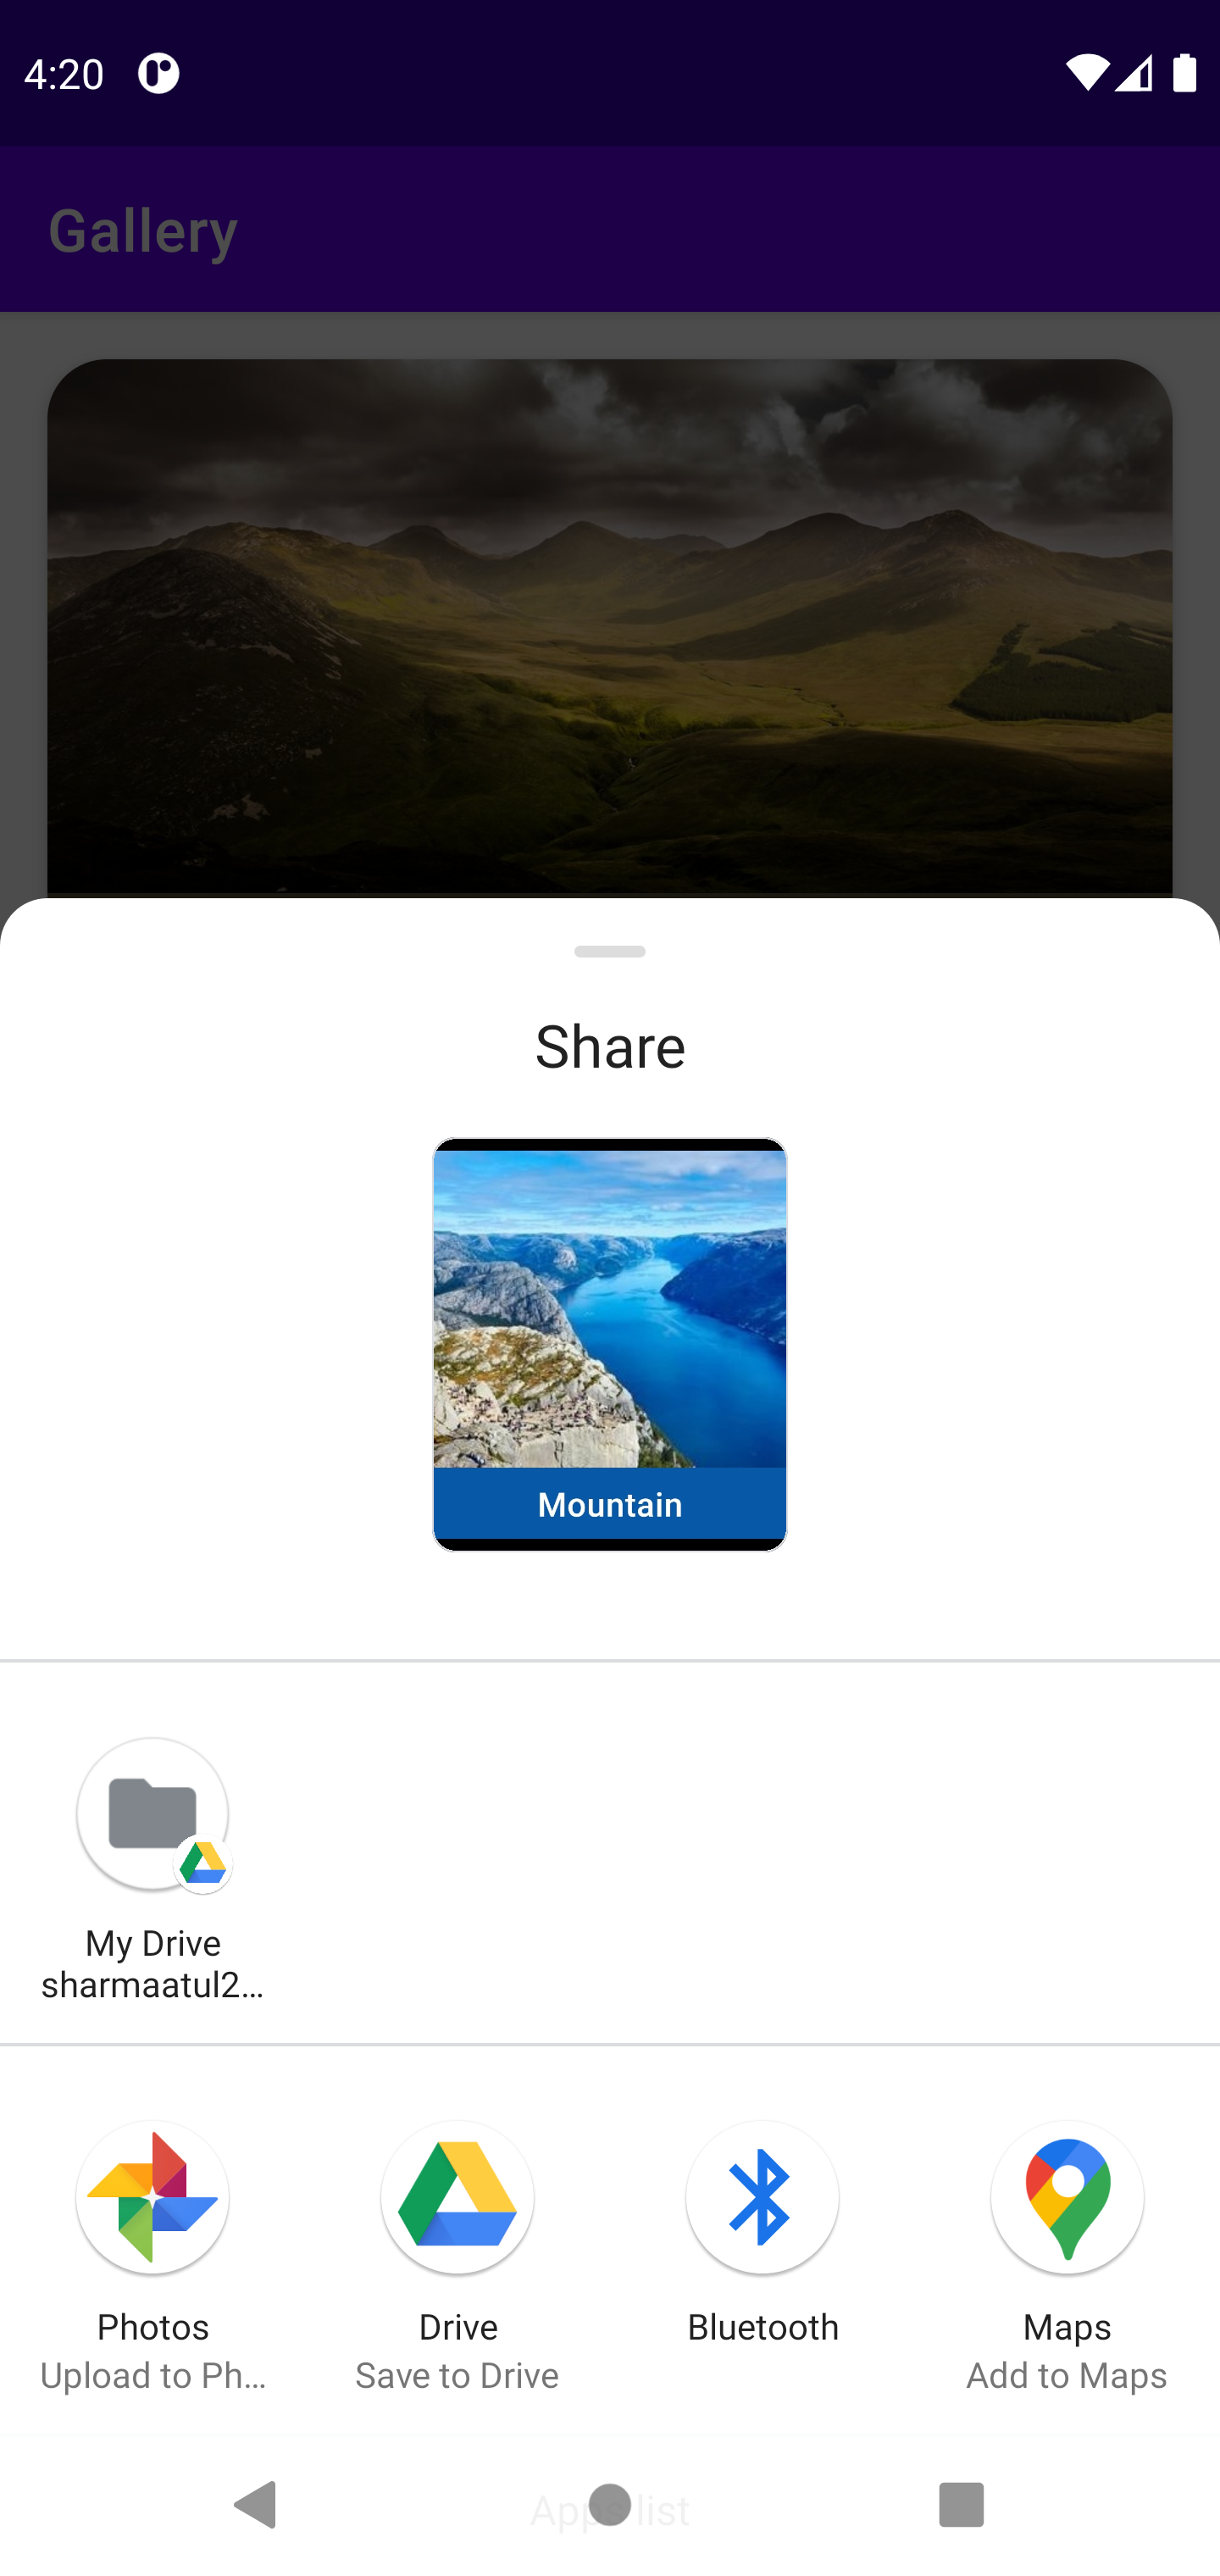 4:20
Gallery
Share
Mountain
My Drive
sharmaatul2...
Photos
Drive
Bluetooth
Maps
Upload to Ph...
Save to Drive
Add to Maps
Apps list